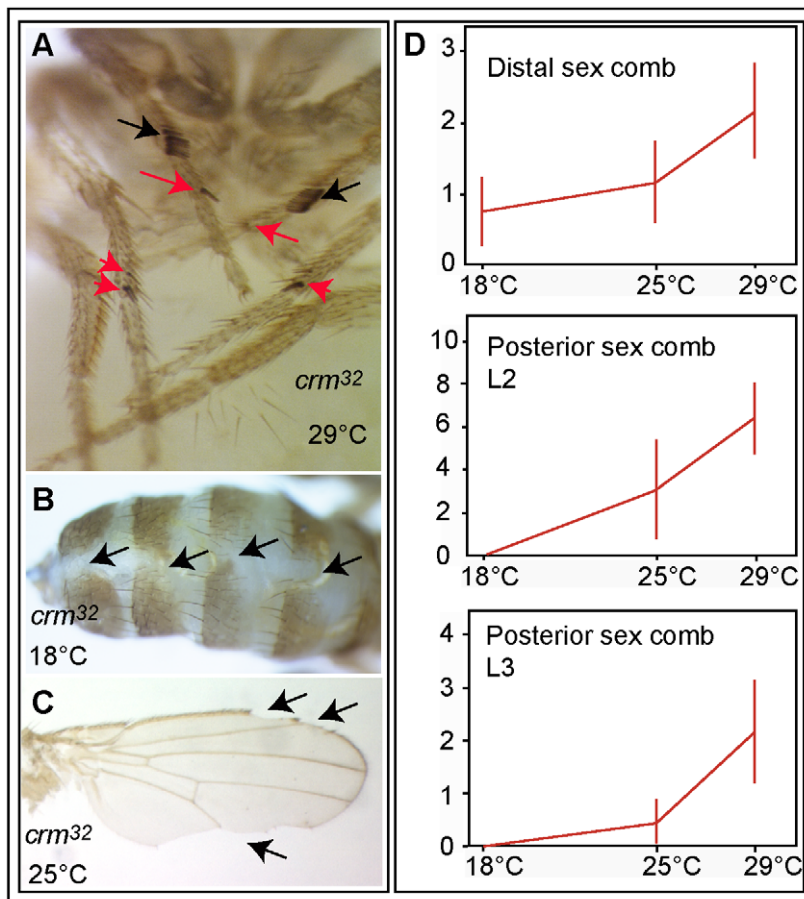 A
crm³²
29°C
B
crm³²
18°C
C
crm³²
25°C
D
Distal sex comb
3
2
1
0
18°C 25°C 29°C
Posterior sex comb
L2
10
8
6
4
2
0
18°C 25°C 29°C
Posterior sex comb
L3
4
3
2
1
0
18°C 25°C 29°C